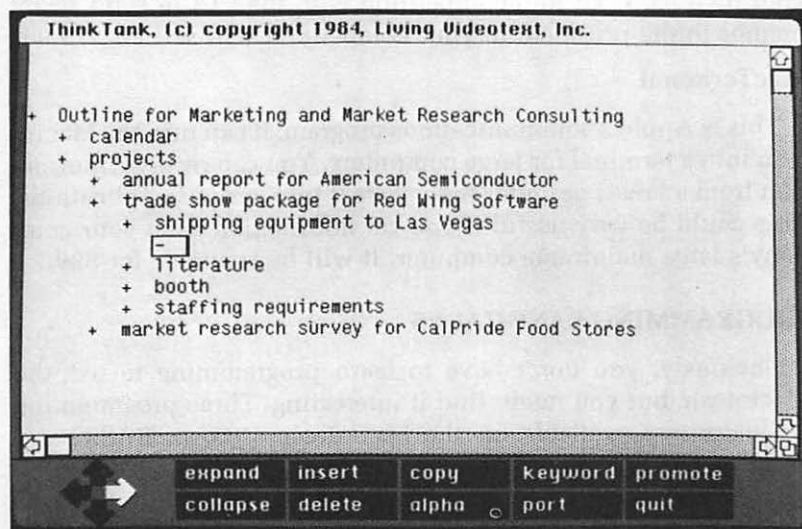 ThinkTank, (c) copyright 1984, Living Videotext, Inc.
+ Outline for Marketing and Market Research Consulting
+ calendar
+ projects
+ annual report for American Semiconductor
+ trade show package for Red Wing Software
- shipping equipment to Las Vegas
-
+ literature
+ booth
+ staffing requirements
+ market research survey for CalPride Food Stores
expand insert copy keyword promote
collapse delete alpha port quit